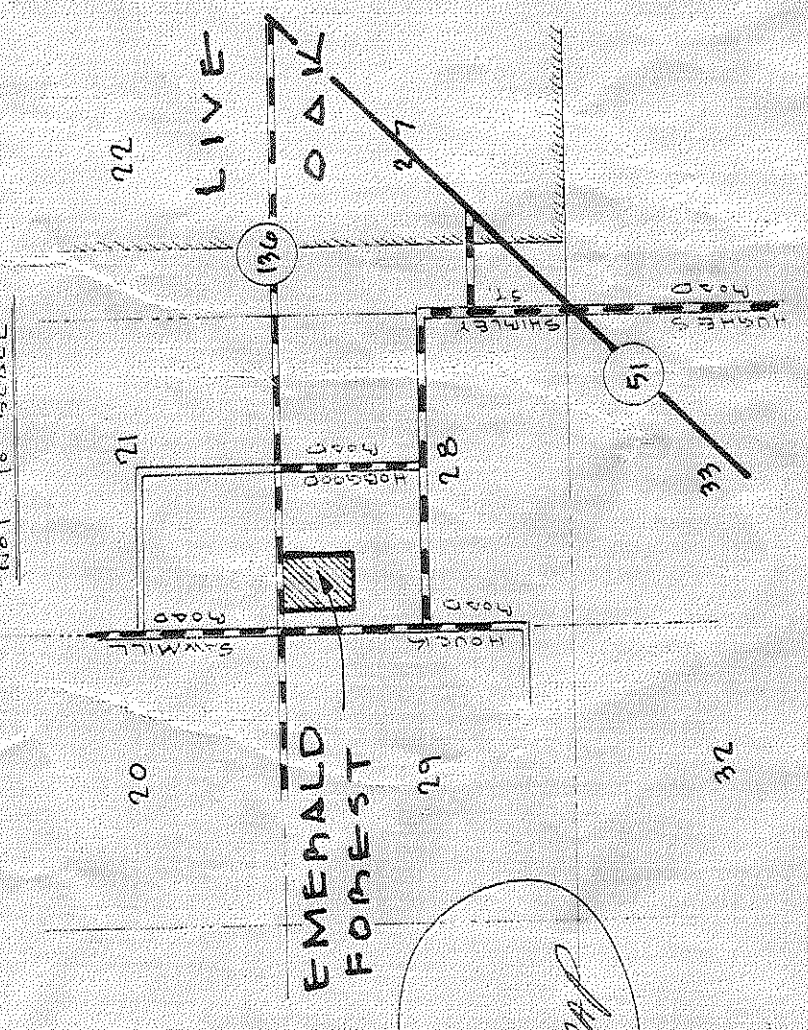 NOT TO SCALE
22
LIVE
OAK
136
27
21
HOBGOOD
ROAD
28
SHIRLEY
ST
HUGHES
ROAD
51
33
SAWMILL
ROAD
HOUCK
ROAD
20
EMERALD
FOREST
29
32